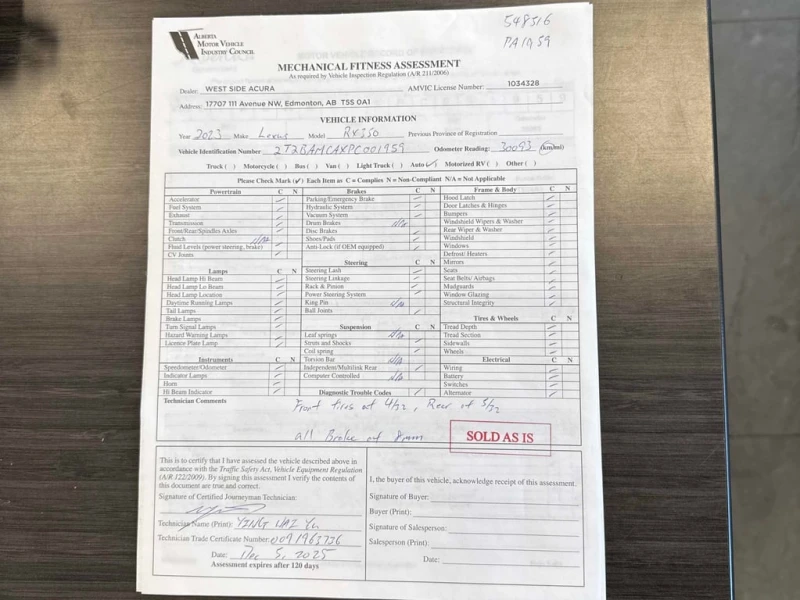 548516
PA1059
ALBERTA
MOTOR VEHICLE
INDUSTRY COUNCIL
MECHANICAL FITNESS ASSESSMENT
As required by Vehicle Inspection Regulation (A/R 211/2006)
Dealer: WEST SIDE ACURA AMVIC License Number: 1034328
Address: 17707 111 Avenue NW, Edmonton, AB T5S 0A1
VEHICLE INFORMATION
Year 2023 Make Lexus Model RX350 Previous Province of Registration
Vehicle Identification Number 2T2BAMCAXPC001959 Odometer Reading: 30093 (km/mi)
Truck ( ) Motorcycle ( ) Bus ( ) Van ( ) Light Truck ( ) Auto (✓) Motorized RV ( ) Other ( )
Please Check Mark (✓) Each Item as C = Complies N = Non-Compliant N/A = Not Applicable
Powertrain C N
Accelerator
Fuel System
Exhaust
Transmission
Front/Rear/Spindles Axles
Clutch N/A
Fluid Levels (power steering, brake)
CV Joints
Lamps C N
Head Lamp Hi Beam
Head Lamp Lo Beam
Head Lamp Location
Daytime Running Lamps
Tail Lamps
Brake Lamps
Turn Signal Lamps
Hazard Warning Lamps
Licence Plate Lamp
Instruments C N
Speedometer/Odometer
Indicator Lamps
Horn
Hi Beam Indicator
Brakes C N
Parking/Emergency Brake
Hydraulic System
Vacuum System
Drum Brakes N/A
Disc Brakes
Shoes/Pads
Anti-Lock (if OEM equipped)
Steering C N
Steering Lash
Steering Linkage
Rack & Pinion
Power Steering System
King Pin N/A
Ball Joints
Suspension C N
Leaf springs N/A
Struts and Shocks
Coil spring
Torsion Bar N/A
Independent/Multilink Rear
Computer Controlled N/A
Diagnostic Trouble Codes
Frame & Body C N
Hood Latch
Door Latches & Hinges
Bumpers
Windshield Wipers & Washer
Rear Wiper & Washer
Windshield
Windows
Defrost/ Heaters
Mirrors
Seats
Seat Belts/ Airbags
Mudguards
Window Glazing
Structural Integrity
Tires & Wheels C N
Tread Depth
Tread Section
Sidewalls
Wheels
Electrical C N
Wiring
Battery
Switches
Alternator
Technician Comments
Front tires at 4/32, Rear at 5/32
all Brake at 8mm
SOLD AS IS
This is to certify that I have assessed the vehicle described above in
accordance with the Traffic Safety Act, Vehicle Equipment Regulation
(A/R 122/2009). By signing this assessment I verify the contents of
this document are true and correct.
Signature of Certified Journeyman Technician:
Technician Name (Print): YING HAI YU
Technician Trade Certificate Number: 0091963736
Date: Dec 5, 2025
Assessment expires after 120 days
I, the buyer of this vehicle, acknowledge receipt of this assessment.
Signature of Buyer:
Buyer (Print):
Signature of Salesperson:
Salesperson (Print):
Date: